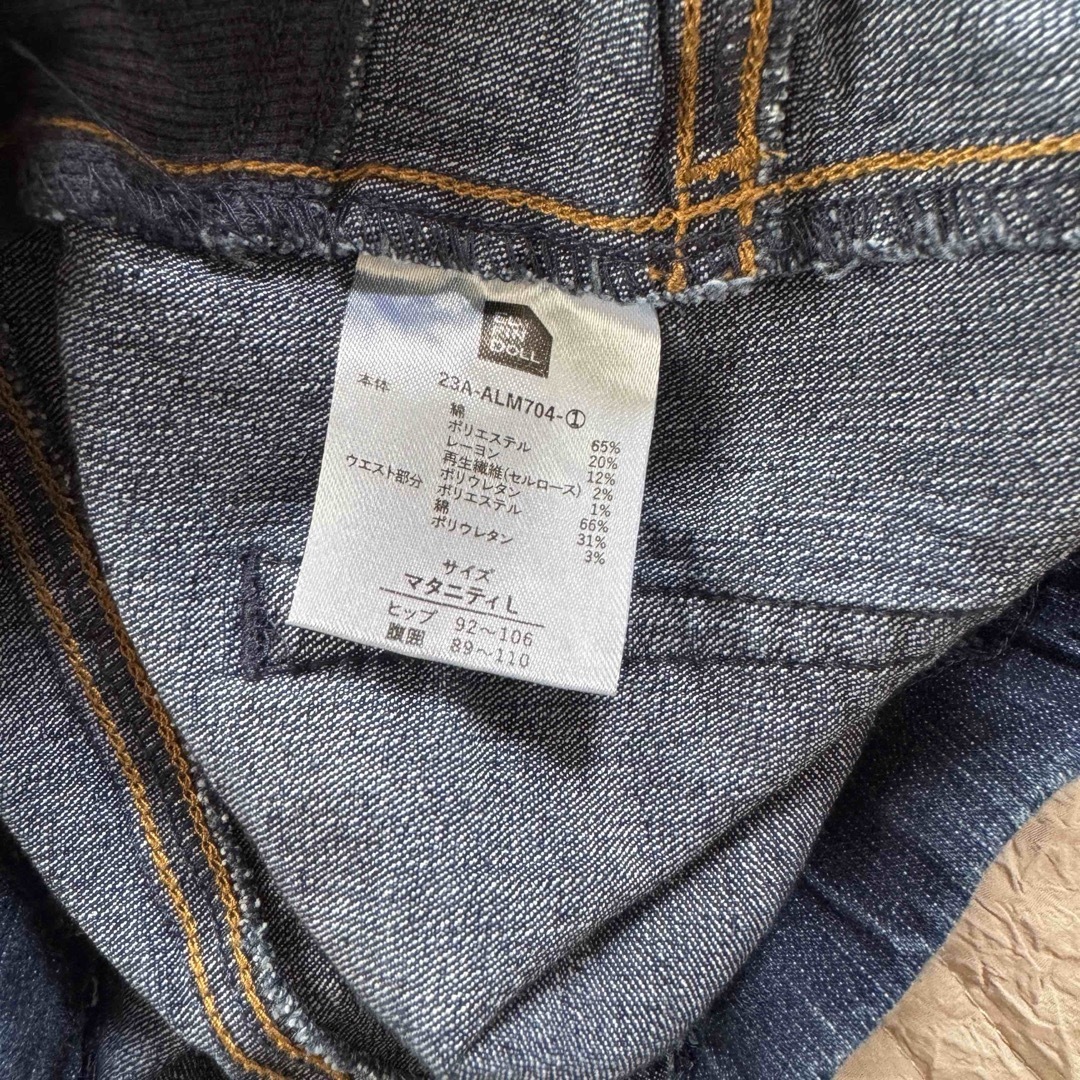 DOLL
23A-ALM704-①
本体 綿 65%
ポリエステル 20%
レーヨン 12%
再生繊維(セルロース) 2%
ポリウレタン 1%
ウエスト部分 ポリエステル 66%
綿 31%
ポリウレタン 3%
サイズ
マタニティL
ヒップ 92〜106
腹囲 89〜110